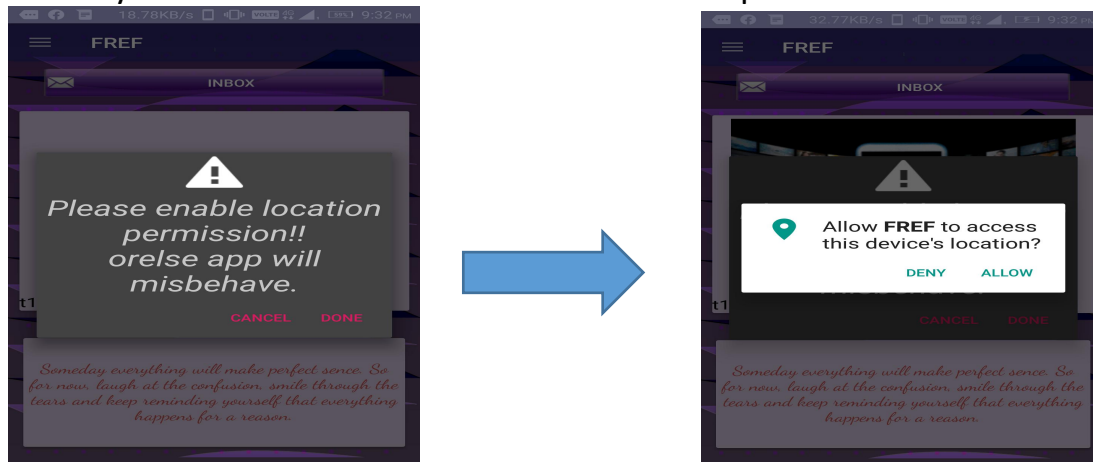 18.78KB/s VoLTE 4G 9:32 PM
FREF
INBOX
Please enable location
permission!!
orelse app will
misbehave.
t1
CANCEL DONE
Someday everything will make perfect sence. So
for now, laugh at the confusion, smile through the
tears and keep reminding yourself that everything
happens for a reason.
32.77KB/s VoLTE 4G 9:32 PM
FREF
INBOX
Allow FREF to access
this device's location?
DENY ALLOW
t1
CANCEL DONE
Someday everything will make perfect sence. So
for now, laugh at the confusion, smile through the
tears and keep reminding yourself that everything
happens for a reason.